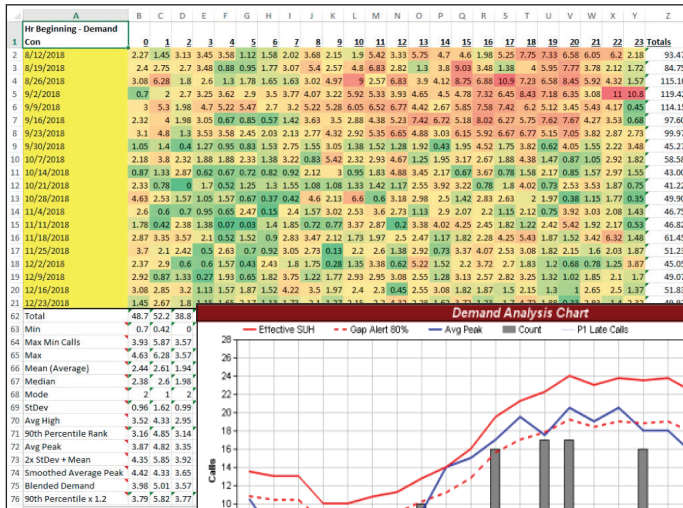 A B C D E F G H I J K L M N O P Q R S T U V W X Y Z
Hr Beginning - Demand
1 Con 0 1 2 3 4 5 6 7 8 9 10 11 12 13 14 15 16 17 18 19 20 21 22 23 Totals
2 8/12/2018 2.27 1.45 3.13 3.45 3.58 1.12 1.58 2.02 3.68 2.15 1.9 5.42 3.33 5.75 4.7 4.6 1.98 5.25 7.75 7.33 6.58 6.05 6.2 2.18 93.47
3 8/19/2018 2.4 2.75 2.7 3.48 0.88 0.95 1.77 3.07 5.4 2.57 4.8 6.83 2.82 1.3 3.8 9.03 3.48 1.38 4 5.95 7.77 3.78 2.12 1.72
4 8/26/2018 3.08 6.28 1.8 2.6 1.3 1.78 1.65 1.63 3.02 4.97 9 2.57 6.83 3.9 4.12 8.75 6.88 10.9 7.23 6.58 8.45 5.92 4.32 1.57
5 9/2/2018 0.7 2 2.7 3.25 3.62 2.9 3.5 3.77 4.07 3.22 5.92 5.33 3.93 4.65 4.5 4.78 7.32 6.45 8.43 7.18 6.35 3.08 11 10.8
6 9/9/2018 3 5.3 1.98 4.7 5.22 5.47 2.7 3.2 5.22 5.28 6.05 6.52 6.77 4.42 2.67 5.85 7.58 7.42 6.2 5.12 3.45 5.43 4.17 0.45
7 9/16/2018 2.32 4 1.98 3.05 0.67 0.85 0.57 1.42 3.63 3.5 2.88 4.38 5.23 7.42 6.72 5.18 8.02 6.27 5.75 7.62 7.67 4.27 3.53 0.68
8 9/23/2018 3.1 4.8 1.3 3.53 3.58 2.45 2.03 2.13 2.77 4.32 2.92 5.35 6.65 4.88 3.03 6.15 5.92 6.67 6.77 5.15 7.05 3.82 2.87 2.73
9 9/30/2018 1.05 1.4 0.4 1.27 0.95 0.83 1.53 2.75 1.55 3.05 1.38 1.52 1.28 1.92 0.43 1.95 4.52 1.75 3.82 0.62 4.05 1.55 2.22 3.48
10 10/7/2018 2.18 3.8 2.32 1.88 1.88 2.33 1.38 3.22 0.83 5.42 2.32 2.93 4.67 1.25 1.95 3.17 2.67 1.88 4.38 1.47 0.87 1.05 2.92 1.82
11 10/14/2018 0.87 1.33 2.87 0.62 0.67 0.72 0.82 0.92 2.12 3 0.95 1.83 4.88 3.45 2.17 0.67 3.67 0.78 1.58 2.17 0.85 1.57 2.97 1.55
12 10/21/2018 2.33 0.78 0 1.7 0.52 1.25 1.3 1.55 1.08 1.08 1.33 1.42 1.17 2.55 3.92 3.22 0.78 1.8 4.02 0.73 2.53 3.53 1.87 0.75
13 10/28/2018 4.63 2.53 1.57 1.05 1.57 0.67 0.37 0.42 4.6 2.13 6.6 0.6 3.18 2.98 2.5 1.42 2.83 2.63 2 1.97 0.38 1.15 1.77 0.35
14 11/4/2018 2.6 0.6 0.7 0.95 0.65 2.47 0.15 2.4 1.57 3.02 2.53 3.6 2.73 1.13 2.9 2.07 2.2 1.15 2.12 0.75 3.92 3.03 2.08 1.43
15 11/11/2018 1.78 0.42 2.38 1.38 0.07 0.03 1.4 1.85 0.72 0.77 3.37 2.87 0.2 3.38 4.02 4.25 2.45 1.82 1.22 2.42 5.42 1.92 2.17 0.53
16 11/18/2018 2.87 3.35 3.57 2.1 0.52 1.52 0.9 2.83 3.47 2.12 1.73 1.97 2.5 2.47 1.17 1.82 2.28 4.25 5.43 1.87 1.52 3.42 6.32 1.48
17 11/25/2018 3.7 2.1 2.42 0.5 2.63 0.7 0.92 3.05 2.73 0.13 2.2 2.6 1.38 2.92 0.73 3.37 4.07 2.53 3.08 1.82 2.15 1.6 2.03 1.87
18 12/2/2018 2.37 2.9 0.6 0.6 1.57 0.43 2.43 1.8 1.75 0.28 1.35 3.38 0.62 5.22 1.52 2.2 3.72 2.7 1.83 1.2 0.68 0.78 1.25 3.87
19 12/9/2018 2.92 0.87 1.33 0.27 1.93 0.65 1.82 3.75 1.22 1.77 2.93 2.95 3.08 2.55 1.28 3.13 2.57 2.82 3.25 1.32 1.02 1.85 2.1 1.7
20 12/16/2018 3.08 2.85 3.2 1.13 1.57 1.87 1.52 4.22 3.5 1.97 2.4 2.3 0.45 2.55 3.08 1.82 1.87 1.5 2.15 1.3 1 2.65 2.5 1.37
21 12/23/2018 1.45 2.67 1.8
62 Total 48.7 52.2 38.8
63 Min 0.7 0.42 0
64 Max Min Calls 3.93 5.87 3.57
65 Max 4.63 6.28 3.57
66 Mean (Average) 2.44 2.61 1.94
67 Median 2.38 2.6 1.98
68 Mode 2 1 2
69 StDev 0.96 1.62 0.99
70 Avg High 3.52 4.33 2.95
71 90th Percentile Rank 3.16 4.85 3.14
72 Avg Peak 3.87 4.82 3.35
73 2x StDev + Mean 4.35 5.85 3.92
74 Smoothed Average Peak 4.42 4.33 3.65
75 Blended Demand 3.98 5.01 3.57
76 90th Percentile x 1.2 3.79 5.82 3.77
Demand Analysis Chart
Effective SUH Gap Alert 80% Avg Peak Count P1 Late Calls
28
26
24
22
20
18
16
14
12
10
Calls